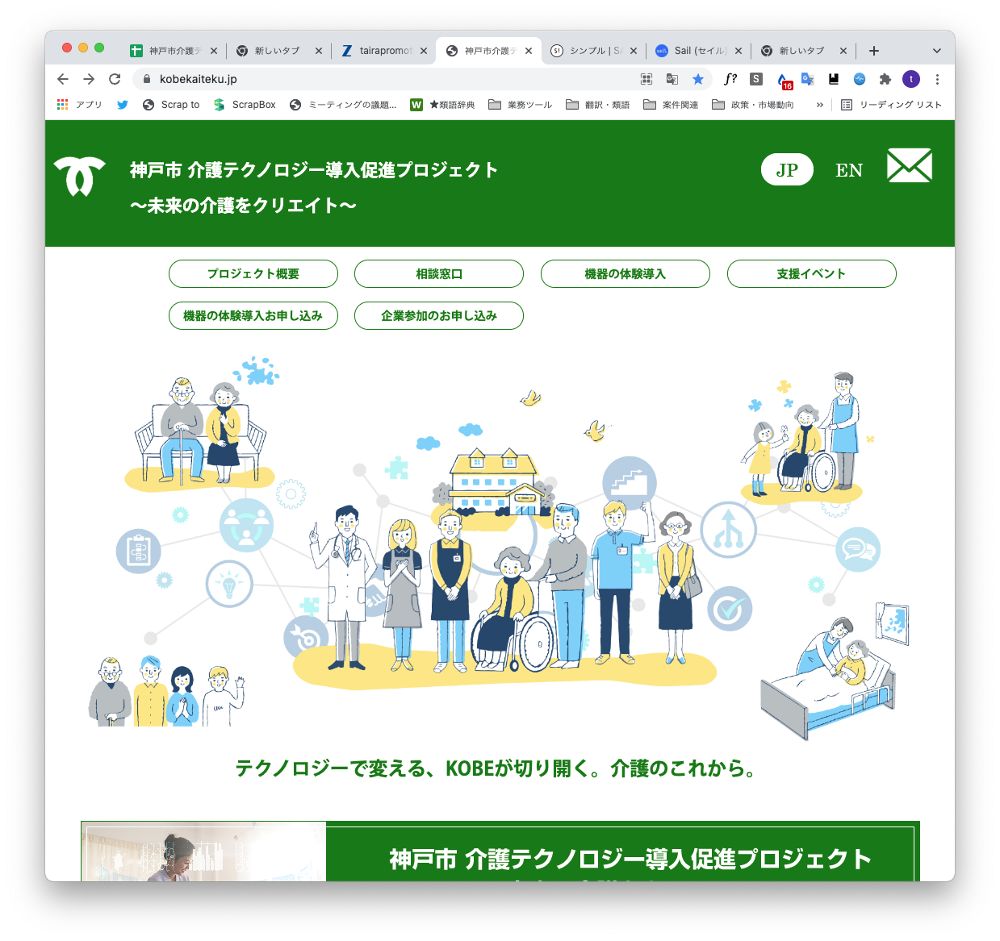 神戸市介護テ
新しいタブ
tairapromot
神戸市介護テ
シンプル | SA
Sail (セイル)
新しいタブ
kobekaiteku.jp
f?
S
16
t
アプリ
Scrap to
ScrapBox
ミーティングの議題...
W
★類語辞典
業務ツール
翻訳・類語
案件関連
政策・市場動向
»
リーディング リスト
神戸市 介護テクノロジー導入促進プロジェクト
〜未来の介護をクリエイト〜
JP
EN
プロジェクト概要
相談窓口
機器の体験導入
支援イベント
機器の体験導入お申し込み
企業参加のお申し込み
テクノロジーで変える、KOBEが切り開く。介護のこれから。
神戸市 介護テクノロジー導入促進プロジェクト